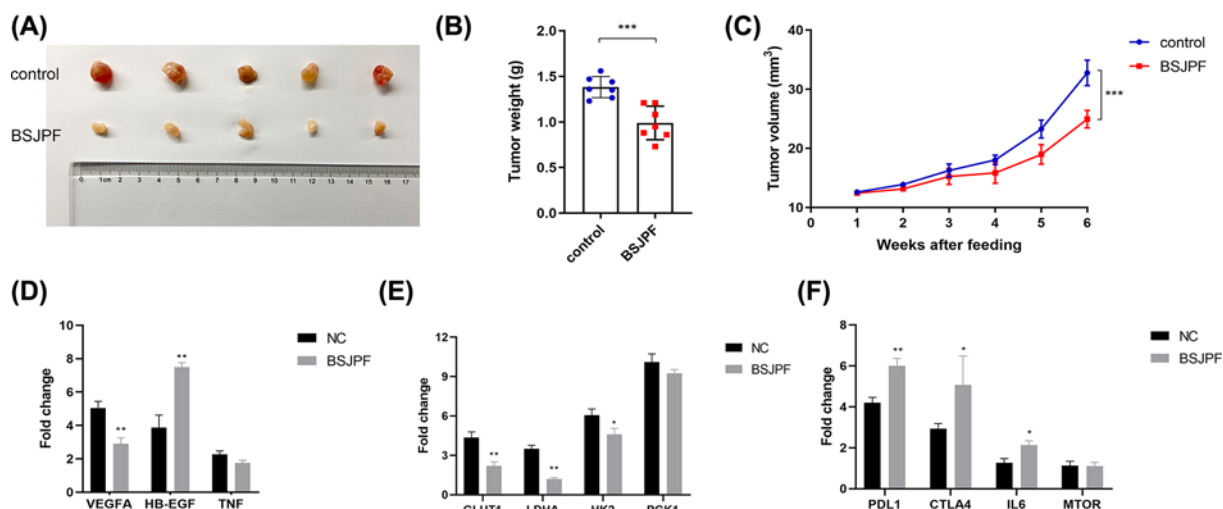 (A)
control
BSJPF
0 1cm 2 3 4 5 6 7 8 9 10 11 12 13 14 15 16 17
(B)
Tumor weight (g)
2.0
1.5
1.0
0.5
0.0
***
control
BSJPF
(C)
Tumor volume (mm3)
40
30
20
10
0 1 2 3 4 5 6
Weeks after feeding
control
BSJPF
***
(D)
Fold change
10
8
6
4
2
0
**
**
VEGFA HB-EGF TNF
NC
BSJPF
(E)
Fold change
12
9
6
3
0
**
**
*
NC
BSJPF
(F)
Fold change
8
6
4
2
0
**
*
*
PDL1 CTLA4 IL6 MTOR
NC
BSJPF